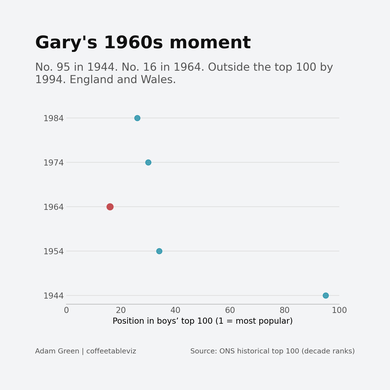 Gary's 1960s moment
No. 95 in 1944. No. 16 in 1964. Outside the top 100 by
1994. England and Wales.
1984
1974
1964
1954
1944
0 20 40 60 80 100
Position in boys’ top 100 (1 = most popular)
Adam Green | coffeetableviz Source: ONS historical top 100 (decade ranks)